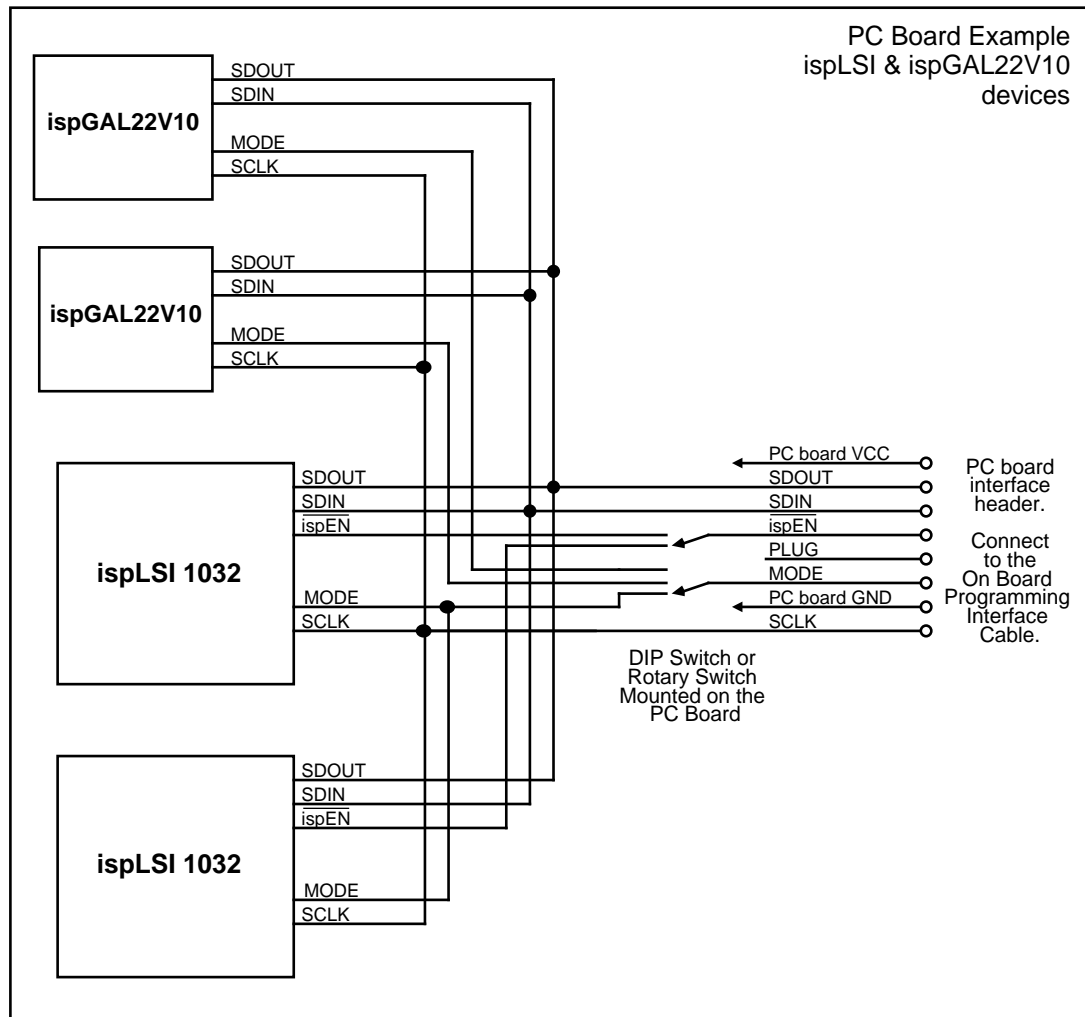 PC Board Example
ispLSI & ispGAL22V10
devices
ispGAL22V10
SDOUT
SDIN
MODE
SCLK
ispGAL22V10
SDOUT
SDIN
MODE
SCLK
ispLSI 1032
SDOUT
SDIN
ispEN
MODE
SCLK
PC board VCC
SDOUT
SDIN
ispEN
PLUG
MODE
PC board GND
SCLK
PC board
interface
header.
Connect
to the
On Board
Programming
Interface
Cable.
DIP Switch or
Rotary Switch
Mounted on the
PC Board
ispLSI 1032
SDOUT
SDIN
ispEN
MODE
SCLK